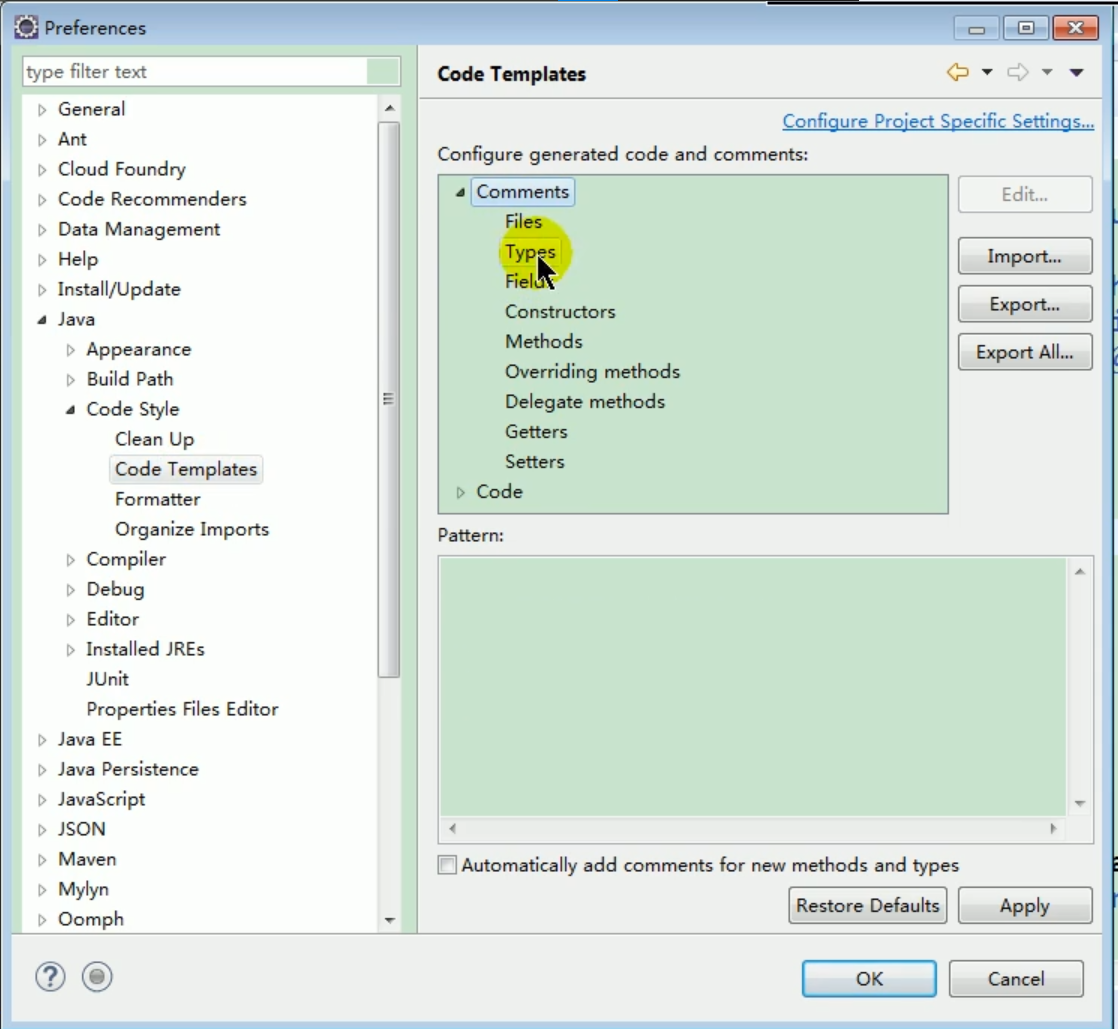 Preferences
type filter text
General
Ant
Cloud Foundry
Code Recommenders
Data Management
Help
Install/Update
Java
Appearance
Build Path
Code Style
Clean Up
Code Templates
Formatter
Organize Imports
Compiler
Debug
Editor
Installed JREs
JUnit
Properties Files Editor
Java EE
Java Persistence
JavaScript
JSON
Maven
Mylyn
Oomph
Code Templates
Configure Project Specific Settings...
Configure generated code and comments:
Comments
Files
Types
Fields
Constructors
Methods
Overriding methods
Delegate methods
Getters
Setters
Code
Edit...
Import...
Export...
Export All...
Pattern:
Automatically add comments for new methods and types
Restore Defaults
Apply
OK
Cancel